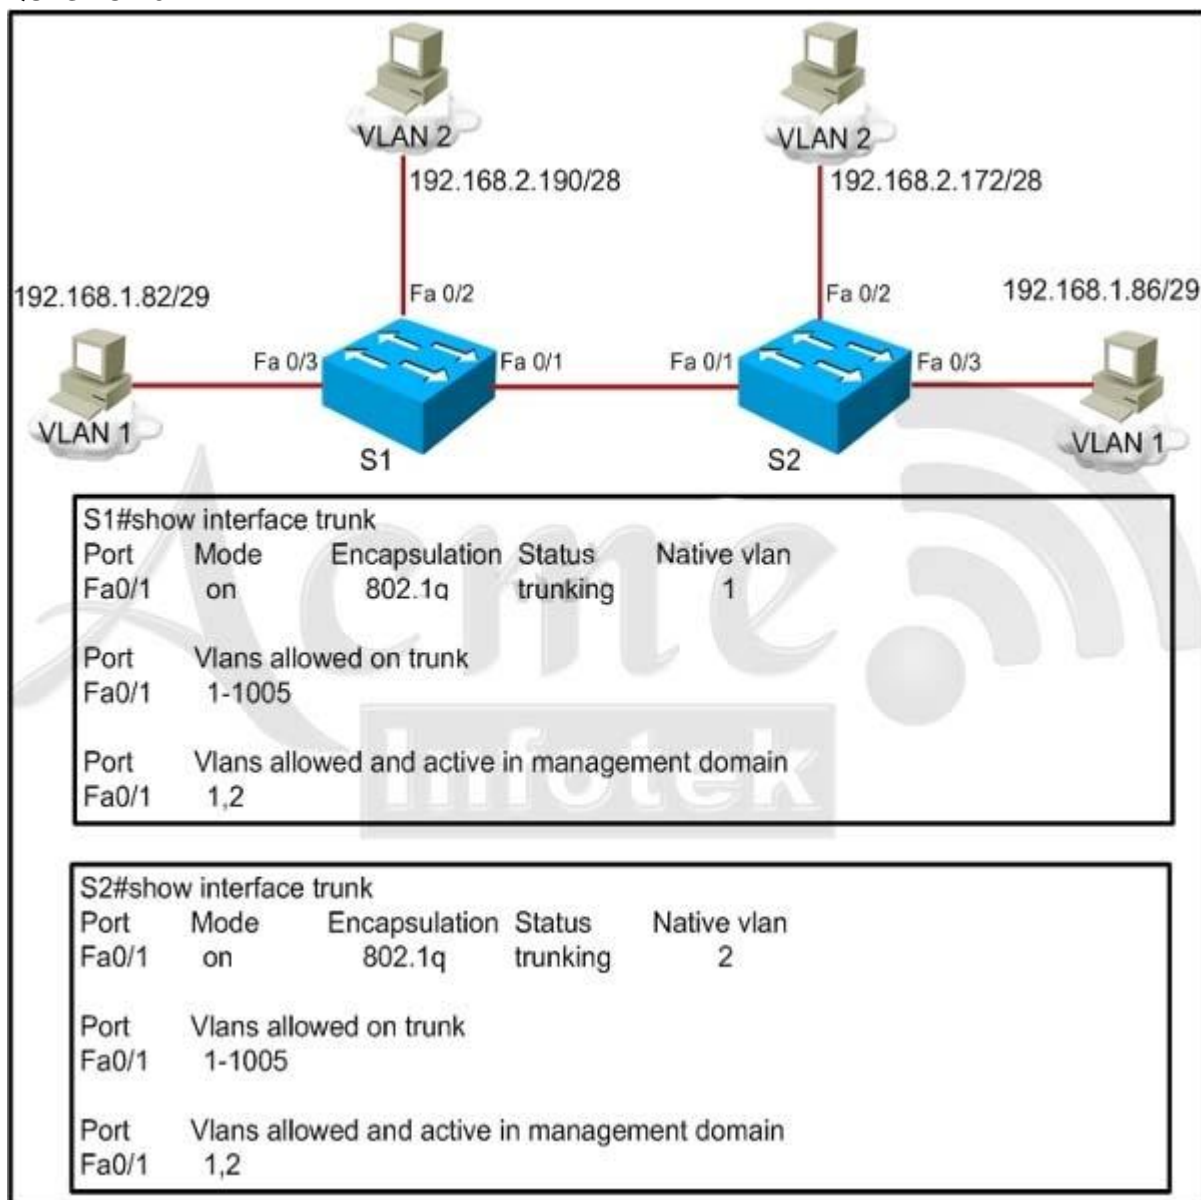 VLAN 2
VLAN 2
192.168.2.190/28
192.168.2.172/28
192.168.1.82/29
Fa 0/2
Fa 0/2
192.168.1.86/29
Fa 0/3
Fa 0/1
Fa 0/1
Fa 0/3
VLAN 1
S1
S2
VLAN 1
S1#show interface trunk
Port Mode Encapsulation Status Native vlan
Fa0/1 on 802.1q trunking 1
Port Vlans allowed on trunk
Fa0/1 1-1005
Port Vlans allowed and active in management domain
Fa0/1 1,2
S2#show interface trunk
Port Mode Encapsulation Status Native vlan
Fa0/1 on 802.1q trunking 2
Port Vlans allowed on trunk
Fa0/1 1-1005
Port Vlans allowed and active in management domain
Fa0/1 1,2
Acme
Infotek